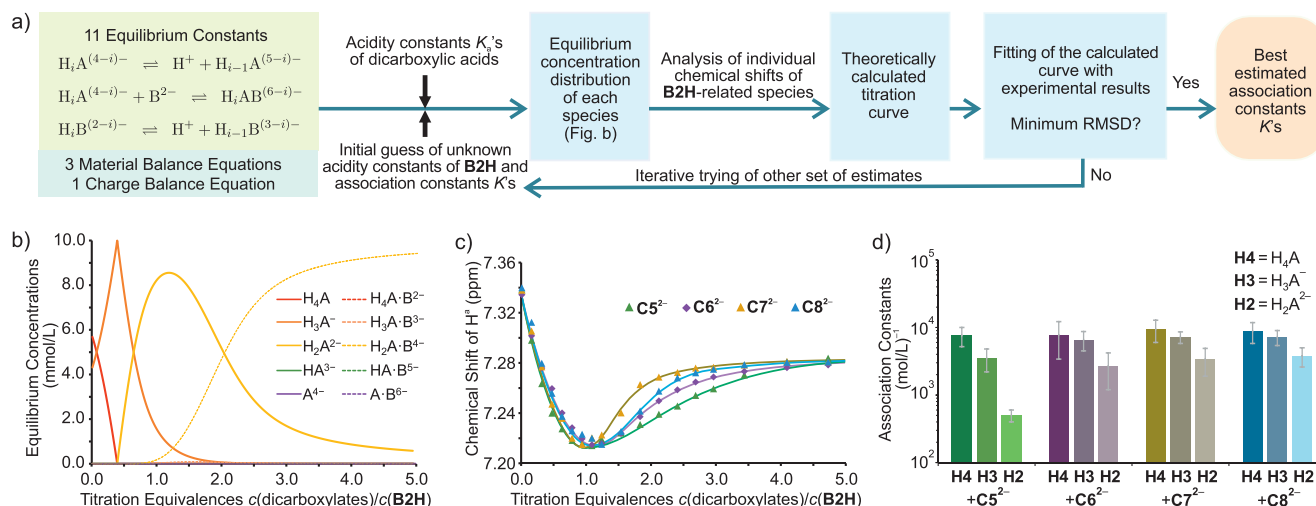 a)
11 Equilibrium Constants
HᵢA⁽⁴⁻ⁱ⁾⁻ ⇌ H⁺ + Hᵢ₋₁A⁽⁵⁻ⁱ⁾⁻
HᵢA⁽⁴⁻ⁱ⁾⁻ + B²⁻ ⇌ HᵢAB⁽⁶⁻ⁱ⁾⁻
HᵢB⁽²⁻ⁱ⁾⁻ ⇌ H⁺ + Hᵢ₋₁B⁽³⁻ⁱ⁾⁻
3 Material Balance Equations
1 Charge Balance Equation
Acidity constants Kₐ's
of dicarboxylic acids
Initial guess of unknown
acidity constants of B2H and
association constants K's
Equilibrium
concentration
distribution
of each
species
(Fig. b)
Analysis of individual
chemical shifts of
B2H-related species
Theoretically
calculated
titration
curve
Fitting of the calculated
curve with
experimental results
Minimum RMSD?
Yes
Best
estimated
association
constants
K's
No
Iterative trying of other set of estimates
b)
Equilibrium Concentrations
(mmol/L)
10.0
8.0
6.0
4.0
2.0
0.0
H₄A
H₃A⁻
H₂A²⁻
HA³⁻
A⁴⁻
H₄A·B²⁻
H₃A·B³⁻
H₂A·B⁴⁻
HA·B⁵⁻
A·B⁶⁻
0.0 1.0 2.0 3.0 4.0 5.0
Titration Equivalences c(dicarboxylates)/c(B2H)
c)
Chemical Shift of Hᵃ (ppm)
7.36
7.32
7.28
7.24
7.20
C5²⁻ C6²⁻ C7²⁻ C8²⁻
0.0 1.0 2.0 3.0 4.0 5.0
Titration Equivalences c(dicarboxylates)/c(B2H)
d)
Association Constants
(mol/L)⁻¹
10⁵
10⁴
10³
10²
H4 = H₄A
H3 = H₃A⁻
H2 = H₂A²⁻
H4 H3 H2 H4 H3 H2 H4 H3 H2 H4 H3 H2
+C5²⁻ +C6²⁻ +C7²⁻ +C8²⁻